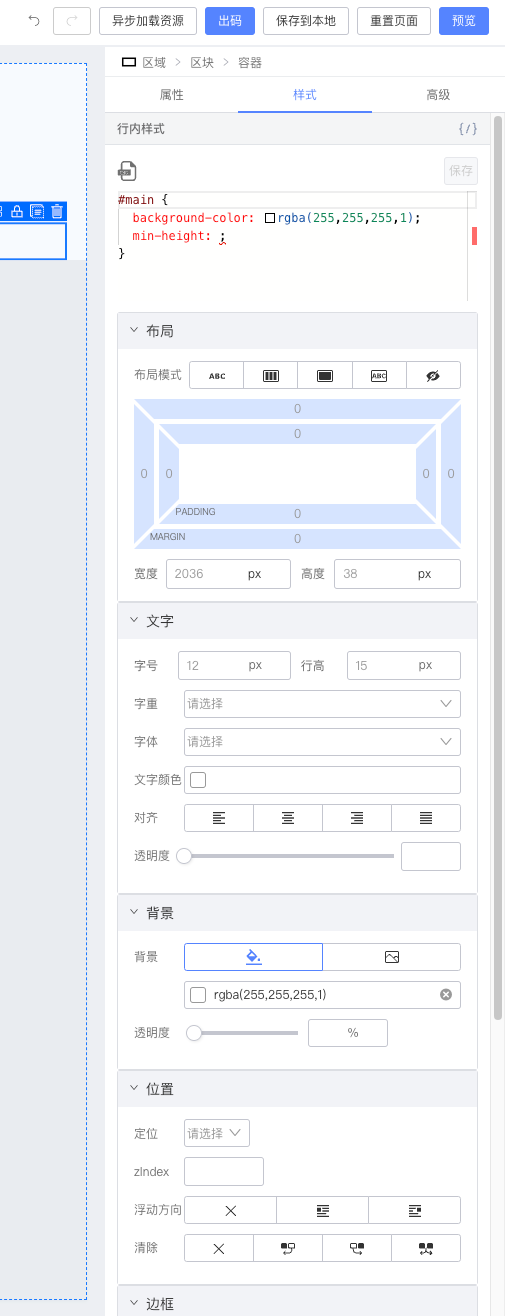 异步加载资源 出码 保存到本地 重置页面 预览
区域 区块 容器
属性 样式 高级
行内样式 {/}
保存
#main {
background-color: rgba(255,255,255,1);
min-height: ;
}
布局
布局模式 ABC ABC
0
0
0 0 0 0
PADDING 0
MARGIN 0
宽度 2036 px 高度 38 px
文字
字号 12 px 行高 15 px
字重 请选择
字体 请选择
文字颜色
对齐
透明度
背景
背景
rgba(255,255,255,1)
透明度 %
位置
定位 请选择
zIndex
浮动方向
清除
边框